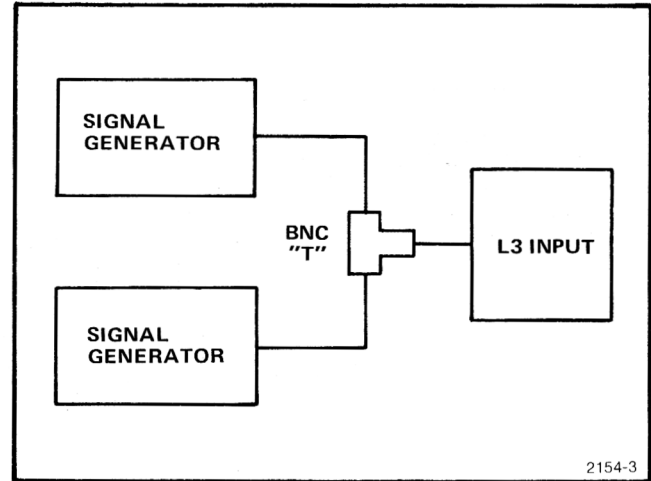 SIGNAL
GENERATOR
BNC
"T"
L3 INPUT
SIGNAL
GENERATOR
2154-3